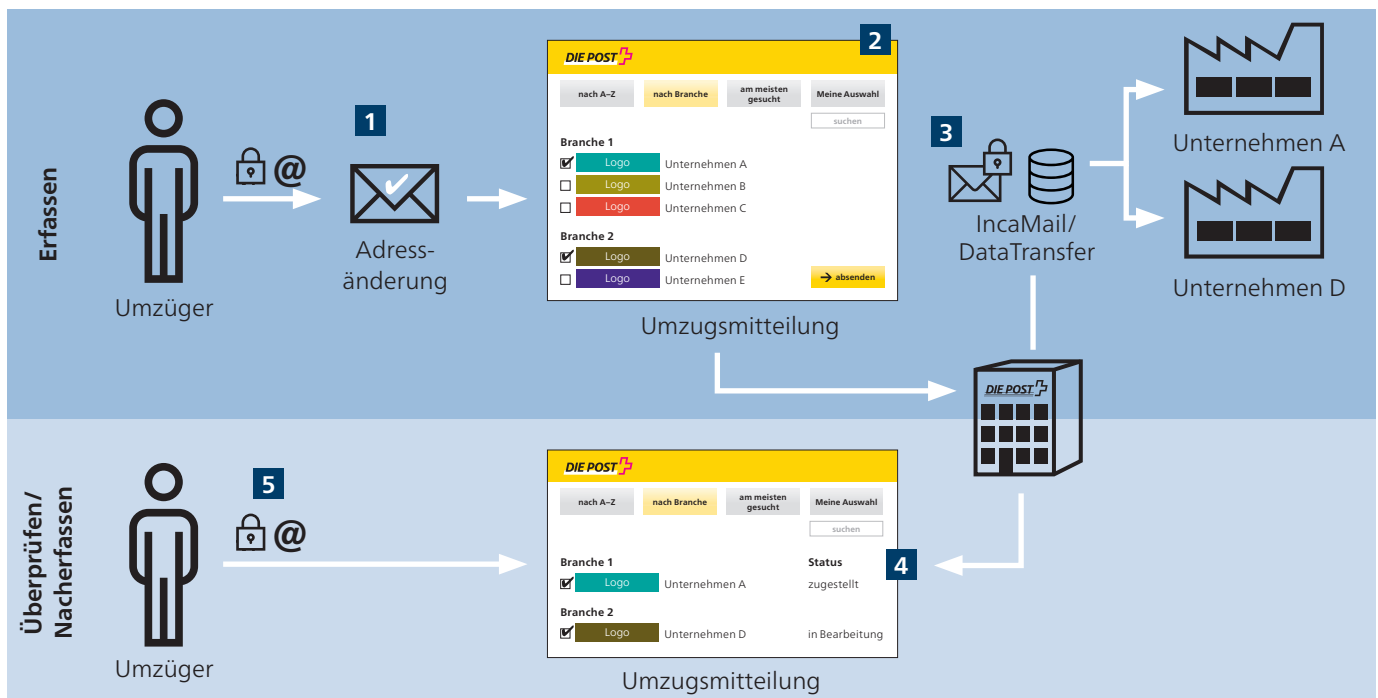 Erfassen
Umzüger
@
1
Adress-
änderung
2
DIE POST
nach A–Z
nach Branche
am meisten
gesucht
Meine Auswahl
suchen
Branche 1
Logo Unternehmen A
Logo Unternehmen B
Logo Unternehmen C
Branche 2
Logo Unternehmen D
Logo Unternehmen E
→ absenden
Umzugsmitteilung
3
IncaMail/
DataTransfer
Unternehmen A
Unternehmen D
DIE POST
Überprüfen/
Nacherfassen
Umzüger
5
@
DIE POST
nach A–Z
nach Branche
am meisten
gesucht
Meine Auswahl
suchen
4
Branche 1 Status
Logo Unternehmen A zugestellt
Branche 2
Logo Unternehmen D in Bearbeitung
Umzugsmitteilung